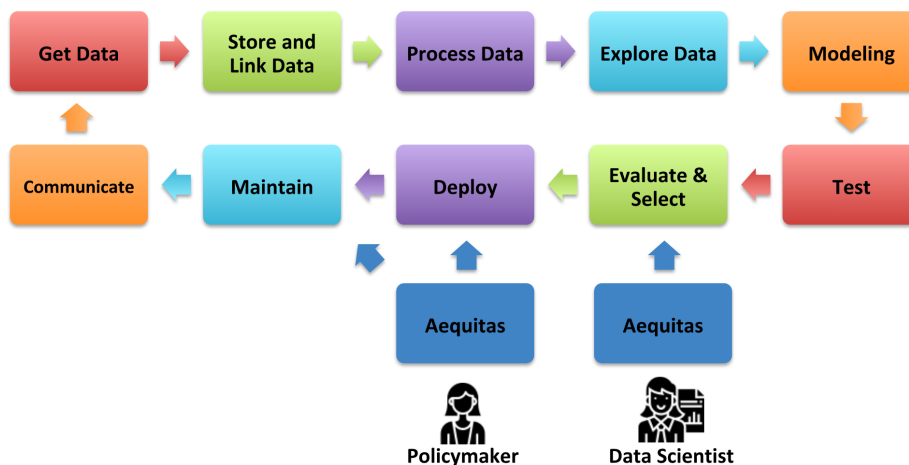 Get Data
Store and
Link Data
Process Data
Explore Data
Modeling
Communicate
Maintain
Deploy
Evaluate &
Select
Test
Aequitas
Aequitas
Policymaker
Data Scientist